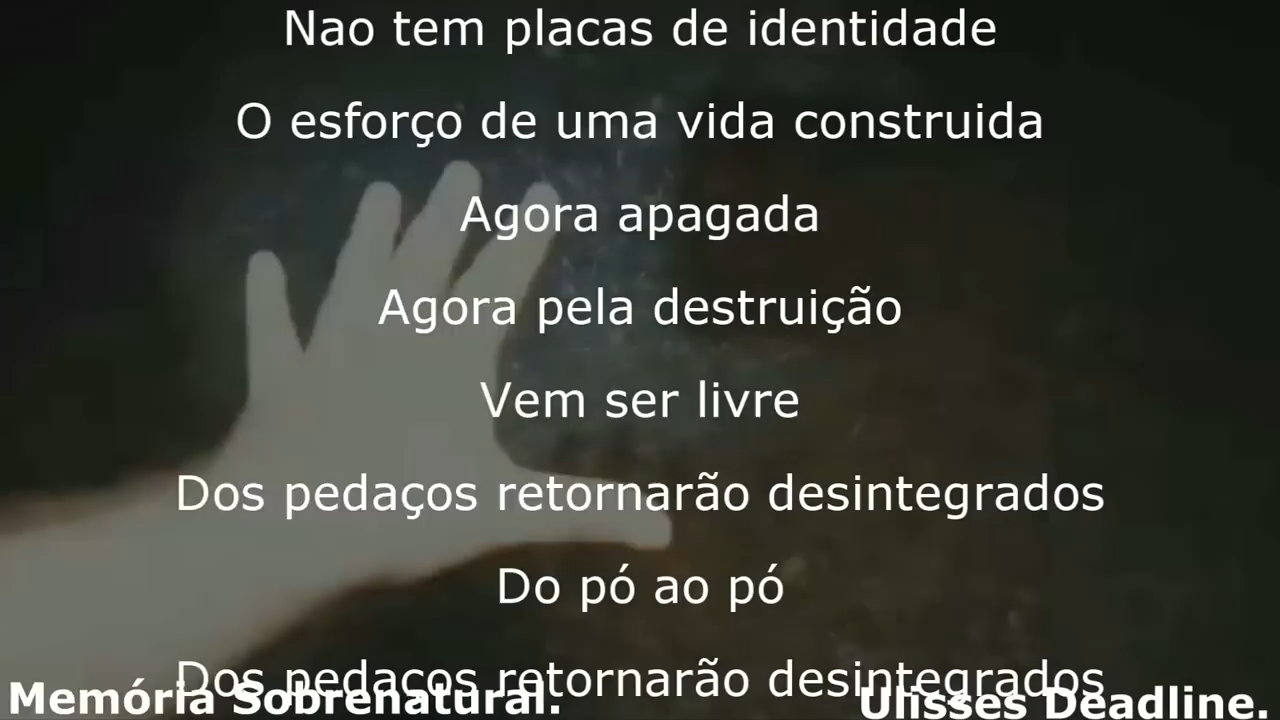 Nao tem placas de identidade
O esforço de uma vida construida
Agora apagada
Agora pela destruição
Vem ser livre
Dos pedaços retornarão desintegrados
Do pó ao pó
Dos pedaços retornarão desintegrados
Memória Sobrenatural.
Ulisses Deadline.